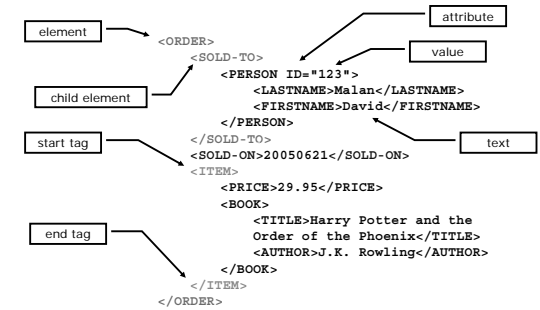 attribute
element
<ORDER>
value
<SOLD-TO>
<PERSON ID="123">
child element
<LASTNAME>Malan</LASTNAME>
<FIRSTNAME>David</FIRSTNAME>
</PERSON>
start tag
</SOLD-TO>
text
<SOLD-ON>20050621</SOLD-ON>
<ITEM>
<PRICE>29.95</PRICE>
<BOOK>
<TITLE>Harry Potter and the
end tag
Order of the Phoenix</TITLE>
<AUTHOR>J.K. Rowling</AUTHOR>
</BOOK>
</ITEM>
</ORDER>